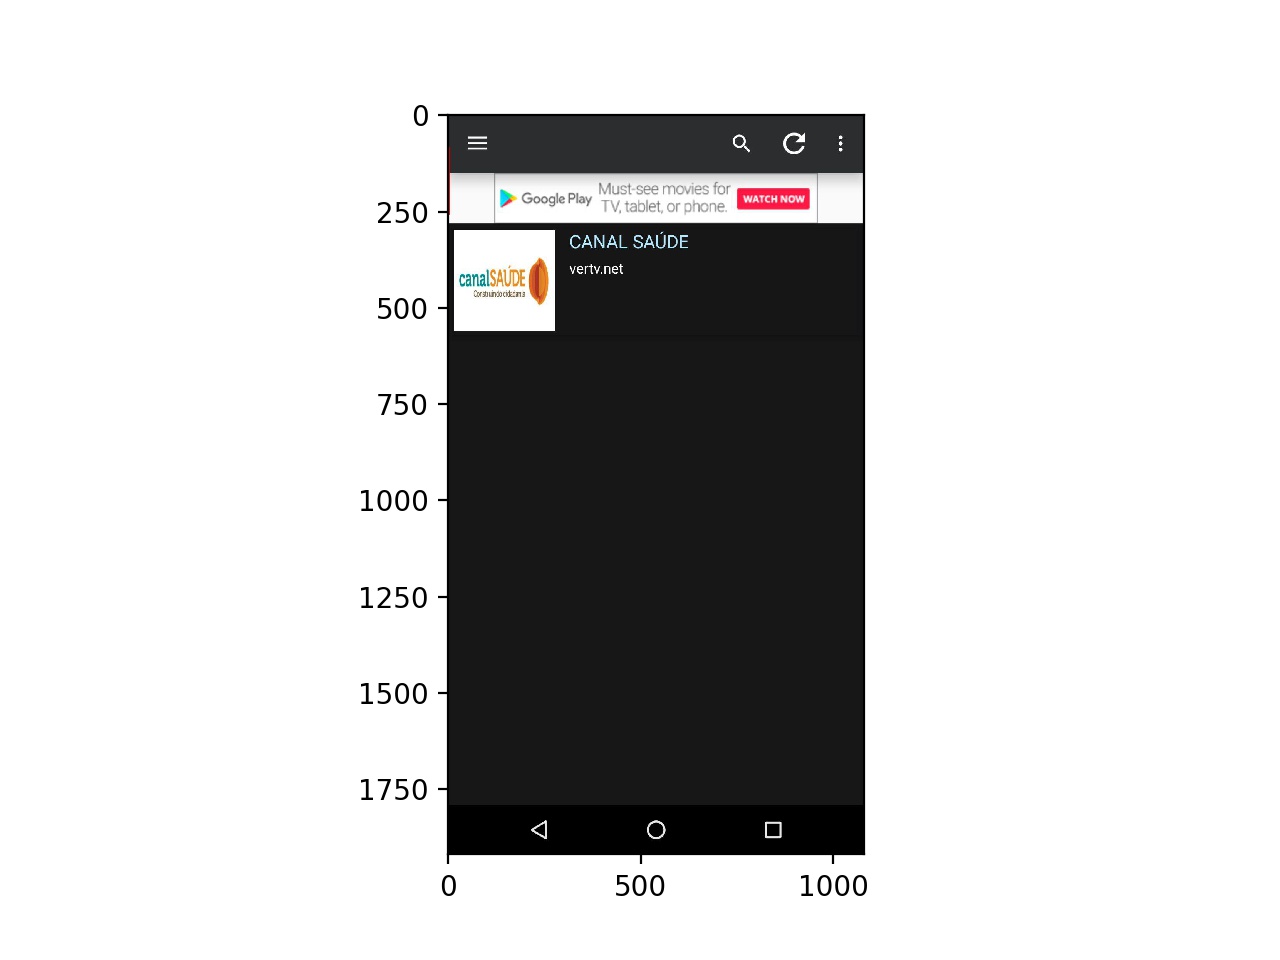 0
250
500
750
1000
1250
1500
1750
Google Play
Must-see movies for
TV, tablet, or phone.
WATCH NOW
CANAL SAÚDE
vertv.net
canalSAÚDE
Construindo cidadania
0 500 1000